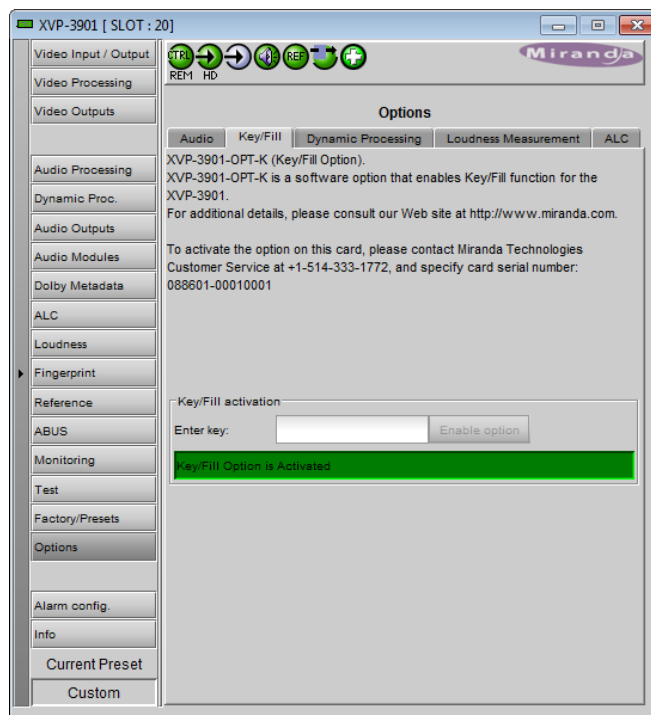 XVP-3901 [ SLOT : 20]
Video Input / Output
Video Processing
Video Outputs
Audio Processing
Dynamic Proc.
Audio Outputs
Audio Modules
Dolby Metadata
ALC
Loudness
Fingerprint
Reference
ABUS
Monitoring
Test
Factory/Presets
Options
Alarm config.
Info
Current Preset
Custom
CTRL
REF
REM HD
Miranda
Options
Audio Key/Fill Dynamic Processing Loudness Measurement ALC
XVP-3901-OPT-K (Key/Fill Option).
XVP-3901-OPT-K is a software option that enables Key/Fill function for the
XVP-3901.
For additional details, please consult our Web site at http://www.miranda.com.
To activate the option on this card, please contact Miranda Technologies
Customer Service at +1-514-333-1772, and specify card serial number:
088601-00010001
Key/Fill activation
Enter key:
Enable option
Key/Fill Option is Activated